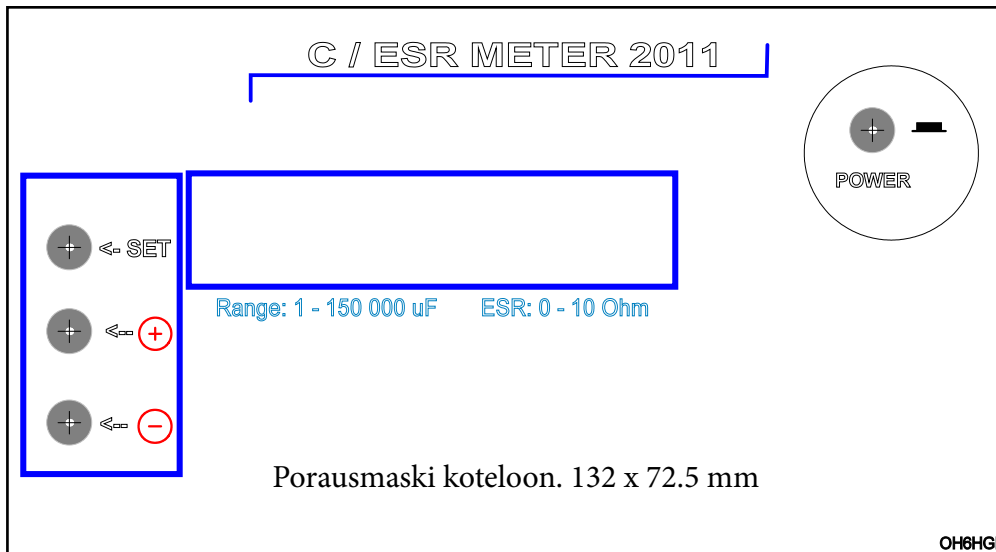 C / ESR METER 2011
POWER
<- SET
Range: 1 - 150 000 uF ESR: 0 - 10 Ohm
<-- +
<-- −
Porausmaski koteloon. 132 x 72.5 mm